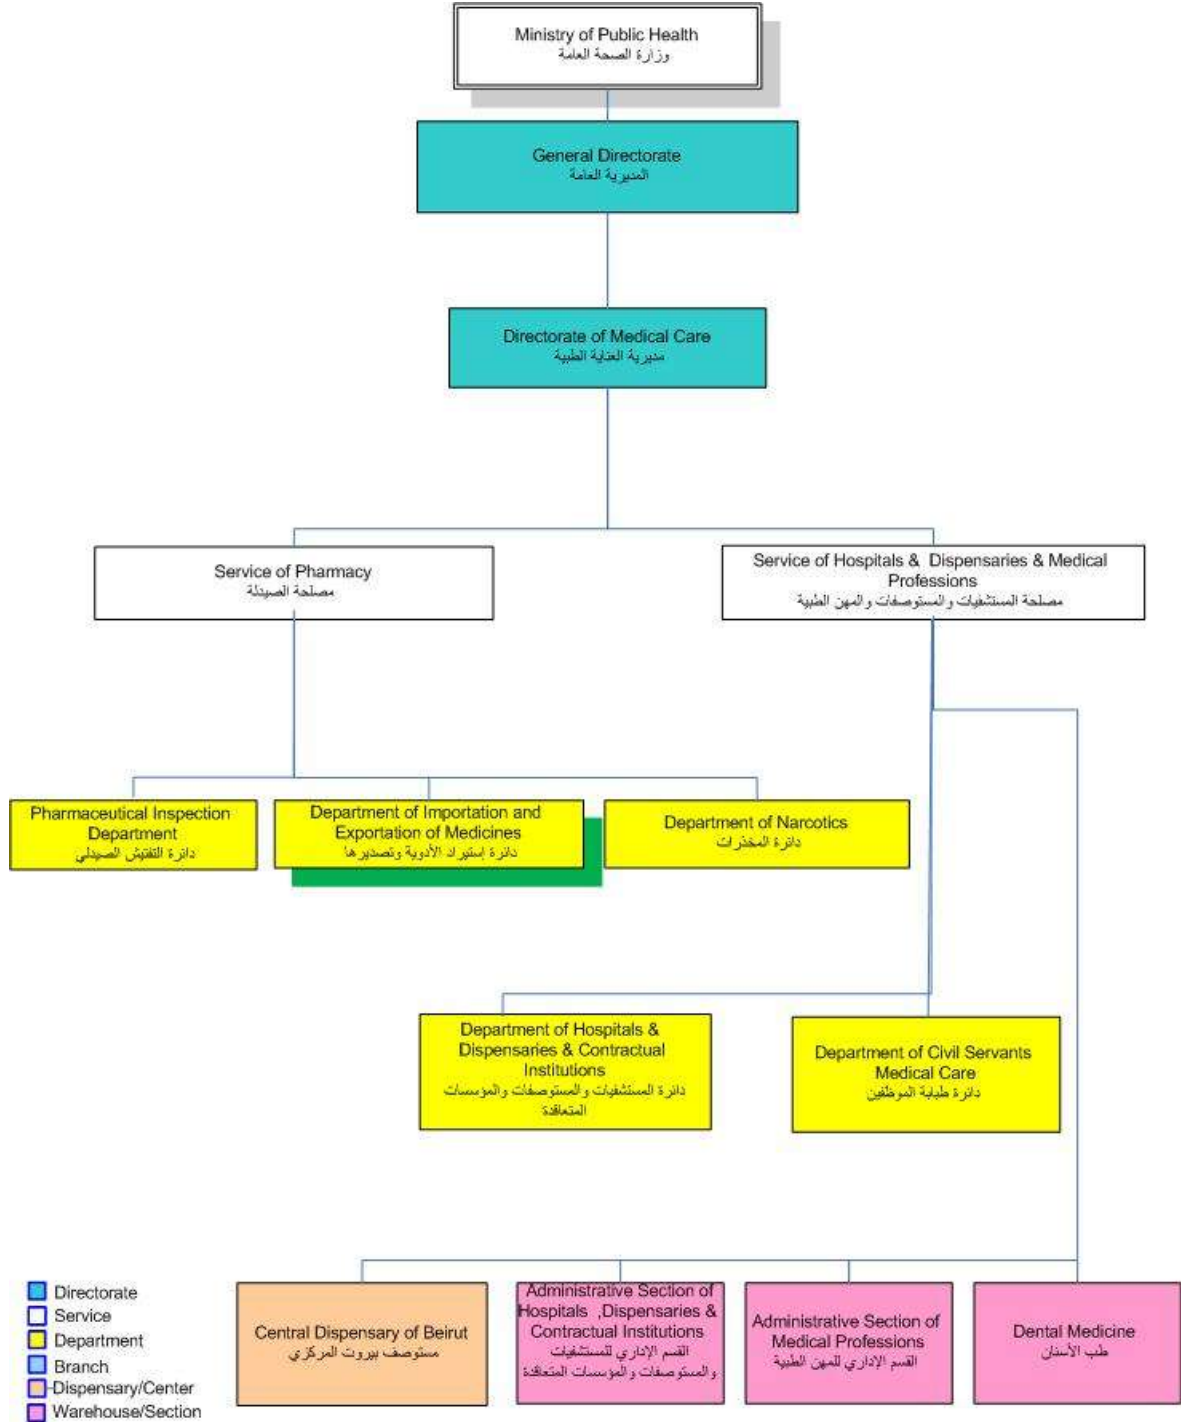 Ministry of Public Health
وزارة الصحة العامة
General Directorate
المديرية العامة
Directorate of Medical Care
مديرية العناية الطبية
Service of Pharmacy
مصلحة الصيدلة
Service of Hospitals & Dispensaries & Medical
Professions
مصلحة المستشفيات والمستوصفات والمهن الطبية
Pharmaceutical Inspection
Department
دائرة التفتيش الصيدلي
Department of Importation and
Exportation of Medicines
دائرة إستيراد الأدوية وتصديرها
Department of Narcotics
دائرة المخدرات
Department of Hospitals &
Dispensaries & Contractual
Institutions
دائرة المستشفيات والمستوصفات والمؤسسات
المتعاقدة
Department of Civil Servants
Medical Care
دائرة طبابة الموظفين
Central Dispensary of Beirut
مستوصف بيروت المركزي
Administrative Section of
Hospitals ,Dispensaries &
Contractual Institutions
القسم الإداري للمستشفيات
والمستوصفات والمؤسسات المتعاقدة
Administrative Section of
Medical Professions
القسم الإداري للمهن الطبية
Dental Medicine
طب الأسنان
Directorate
Service
Department
Branch
Dispensary/Center
Warehouse/Section